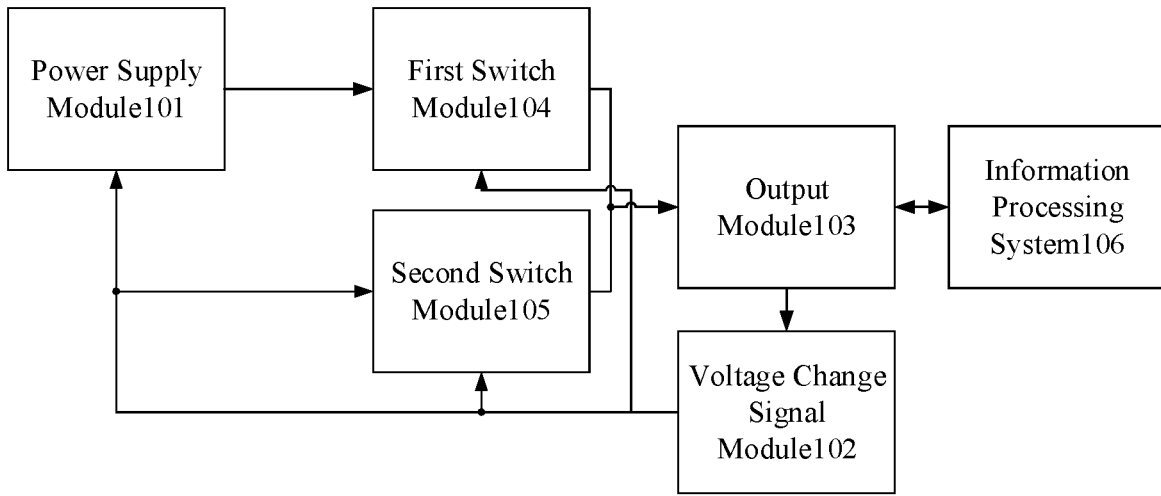 Power Supply
Module101
First Switch
Module104
Second Switch
Module105
Output
Module103
Information
Processing
System106
Voltage Change
Signal
Module102